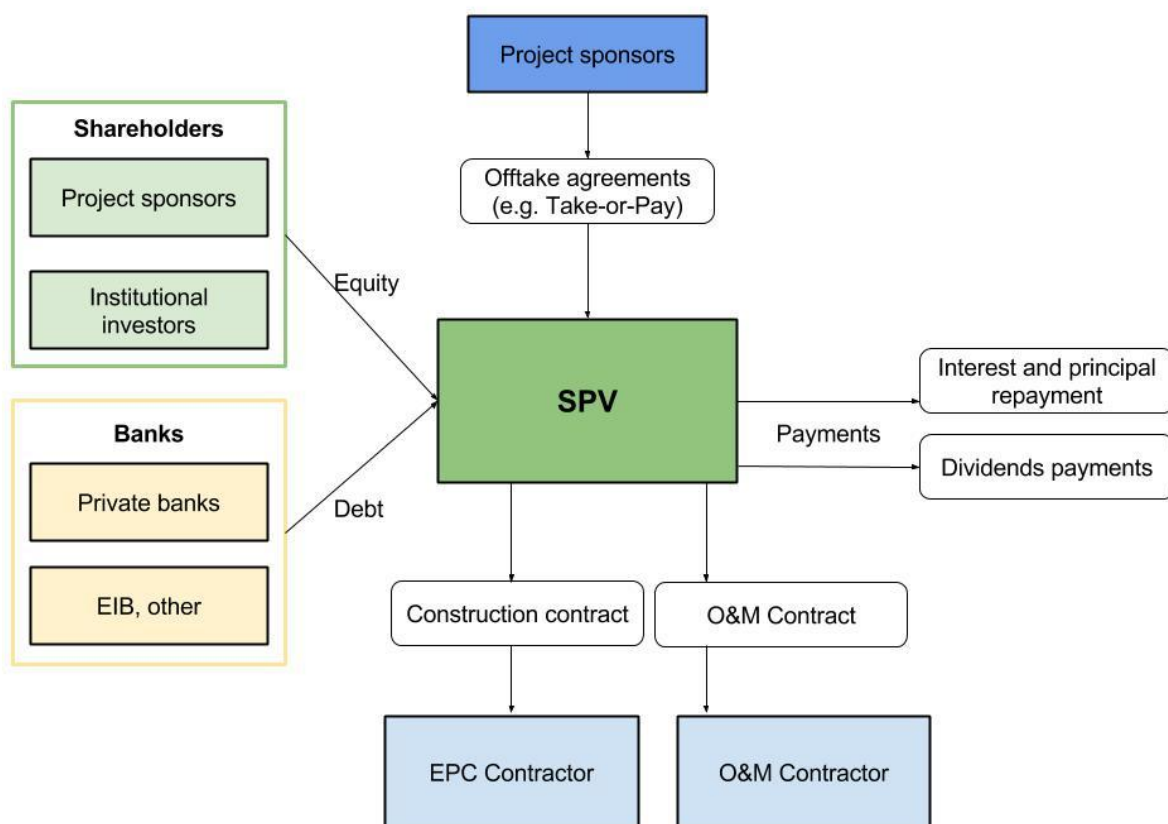 Project sponsors
Shareholders
Project sponsors
Institutional
investors
Offtake agreements
(e.g. Take-or-Pay)
Equity
SPV
Interest and principal
repayment
Payments
Dividends payments
Banks
Private banks
EIB, other
Debt
Construction contract
O&M Contract
EPC Contractor
O&M Contractor